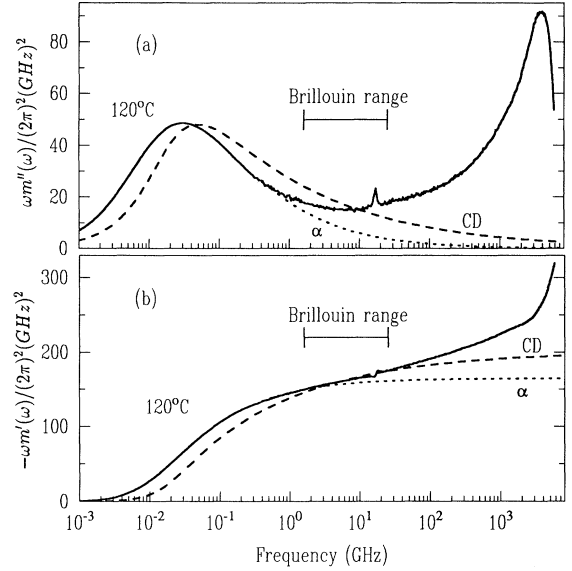 (a)
80
60
40
20
0
ωm″(ω)/(2π)²(GHz)²
120°C
Brillouin range
CD
α
(b)
300
200
100
0
−ωm′(ω)/(2π)²(GHz)²
120°C
Brillouin range
CD
α
10⁻³ 10⁻² 10⁻¹ 10⁰ 10¹ 10² 10³
Frequency (GHz)